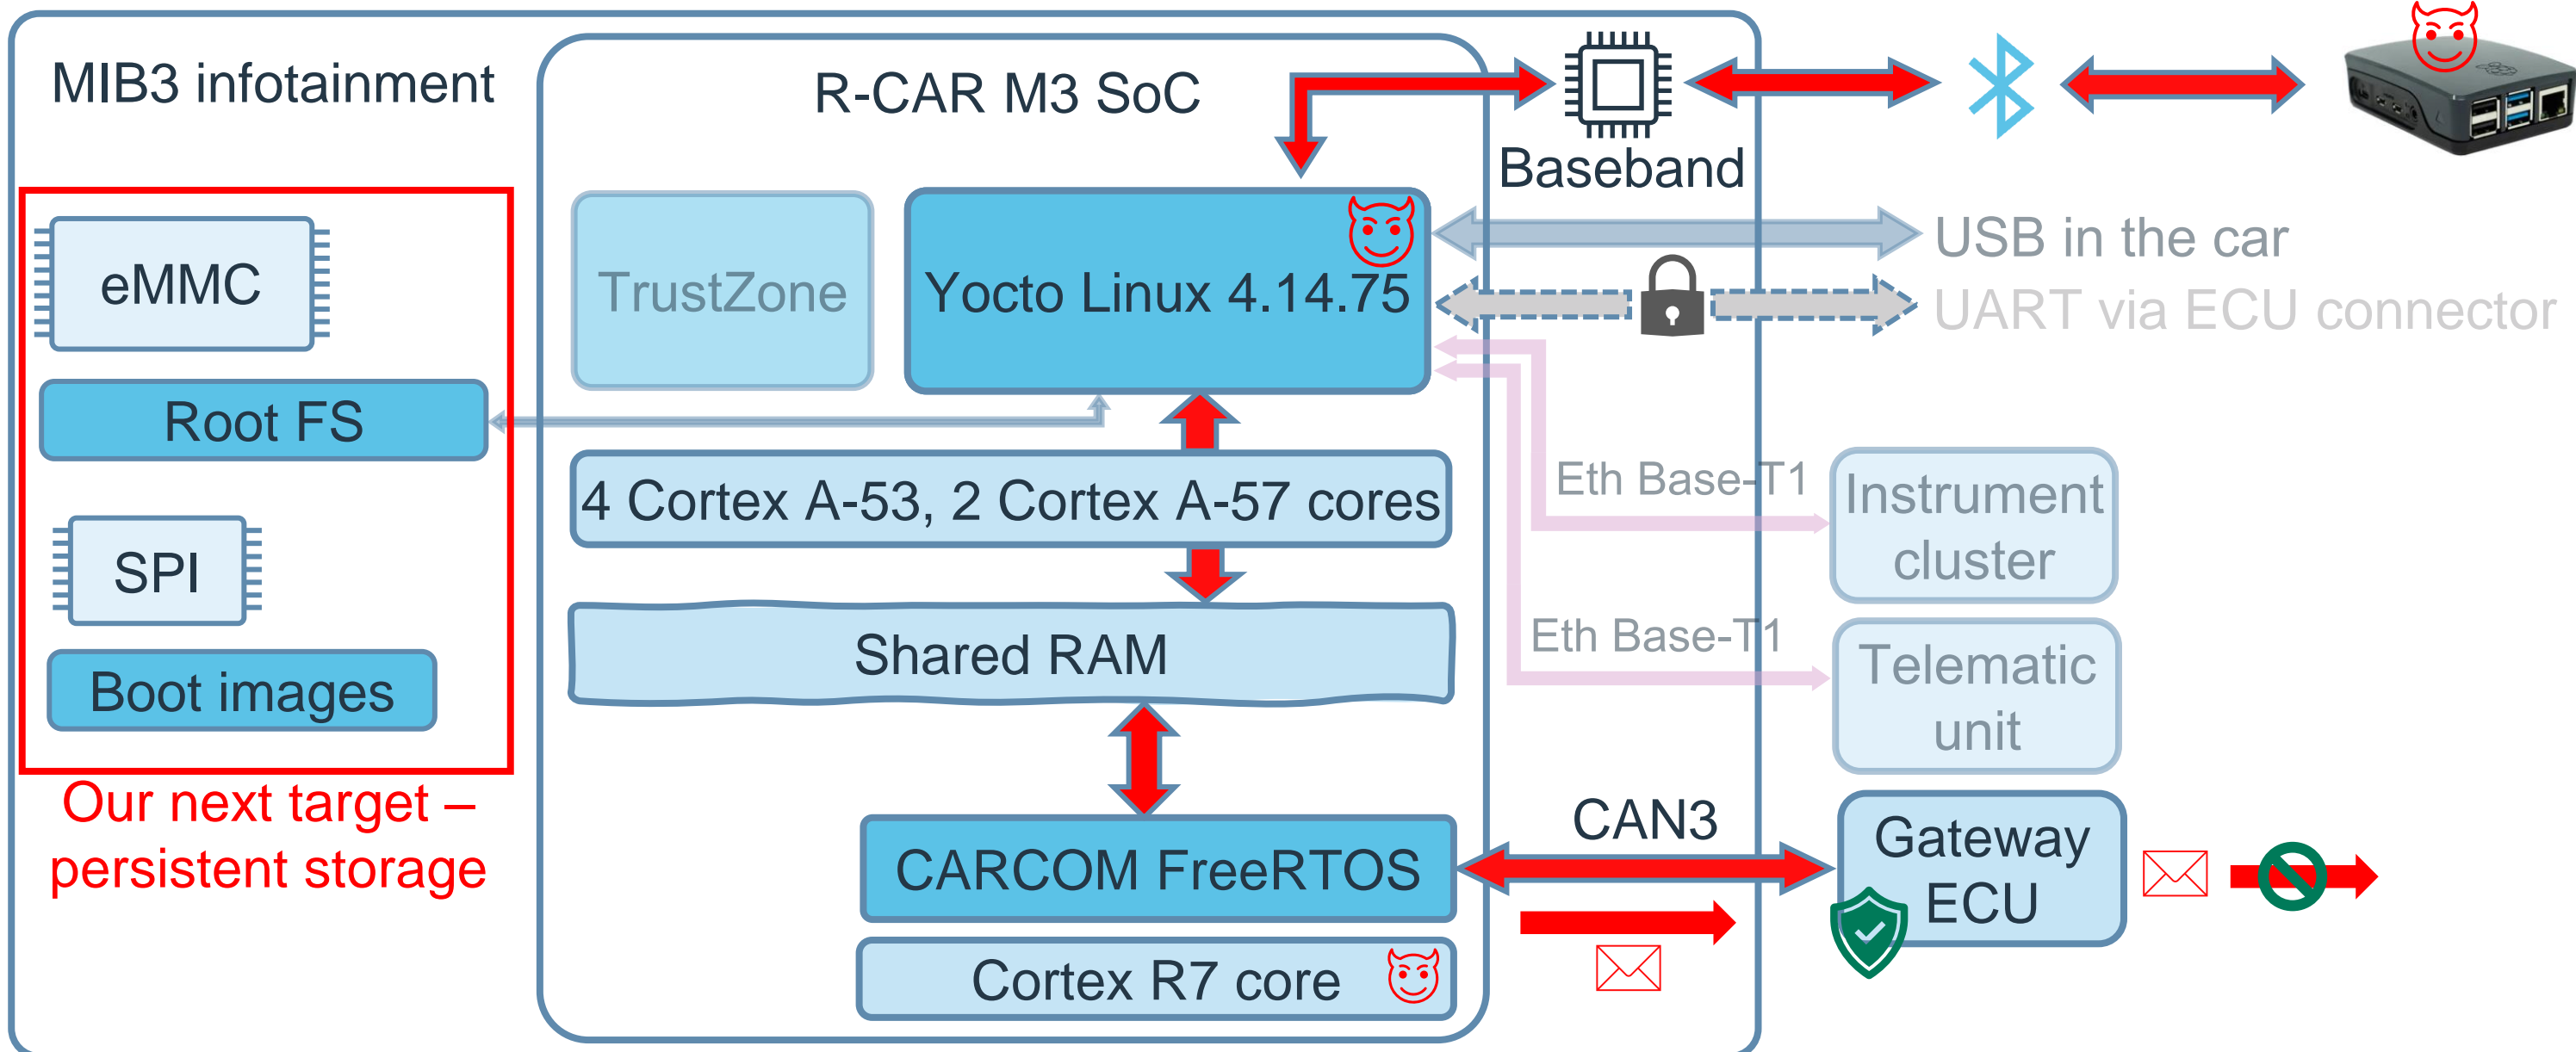 MIB3 infotainment
R-CAR M3 SoC
Baseband
eMMC
TrustZone
Yocto Linux 4.14.75
USB in the car
UART via ECU connector
Root FS
4 Cortex A-53, 2 Cortex A-57 cores
Eth Base-T1
Instrument
cluster
SPI
Shared RAM
Eth Base-T1
Telematic
unit
Boot images
Our next target –
persistent storage
CARCOM FreeRTOS
CAN3
Gateway
ECU
Cortex R7 core